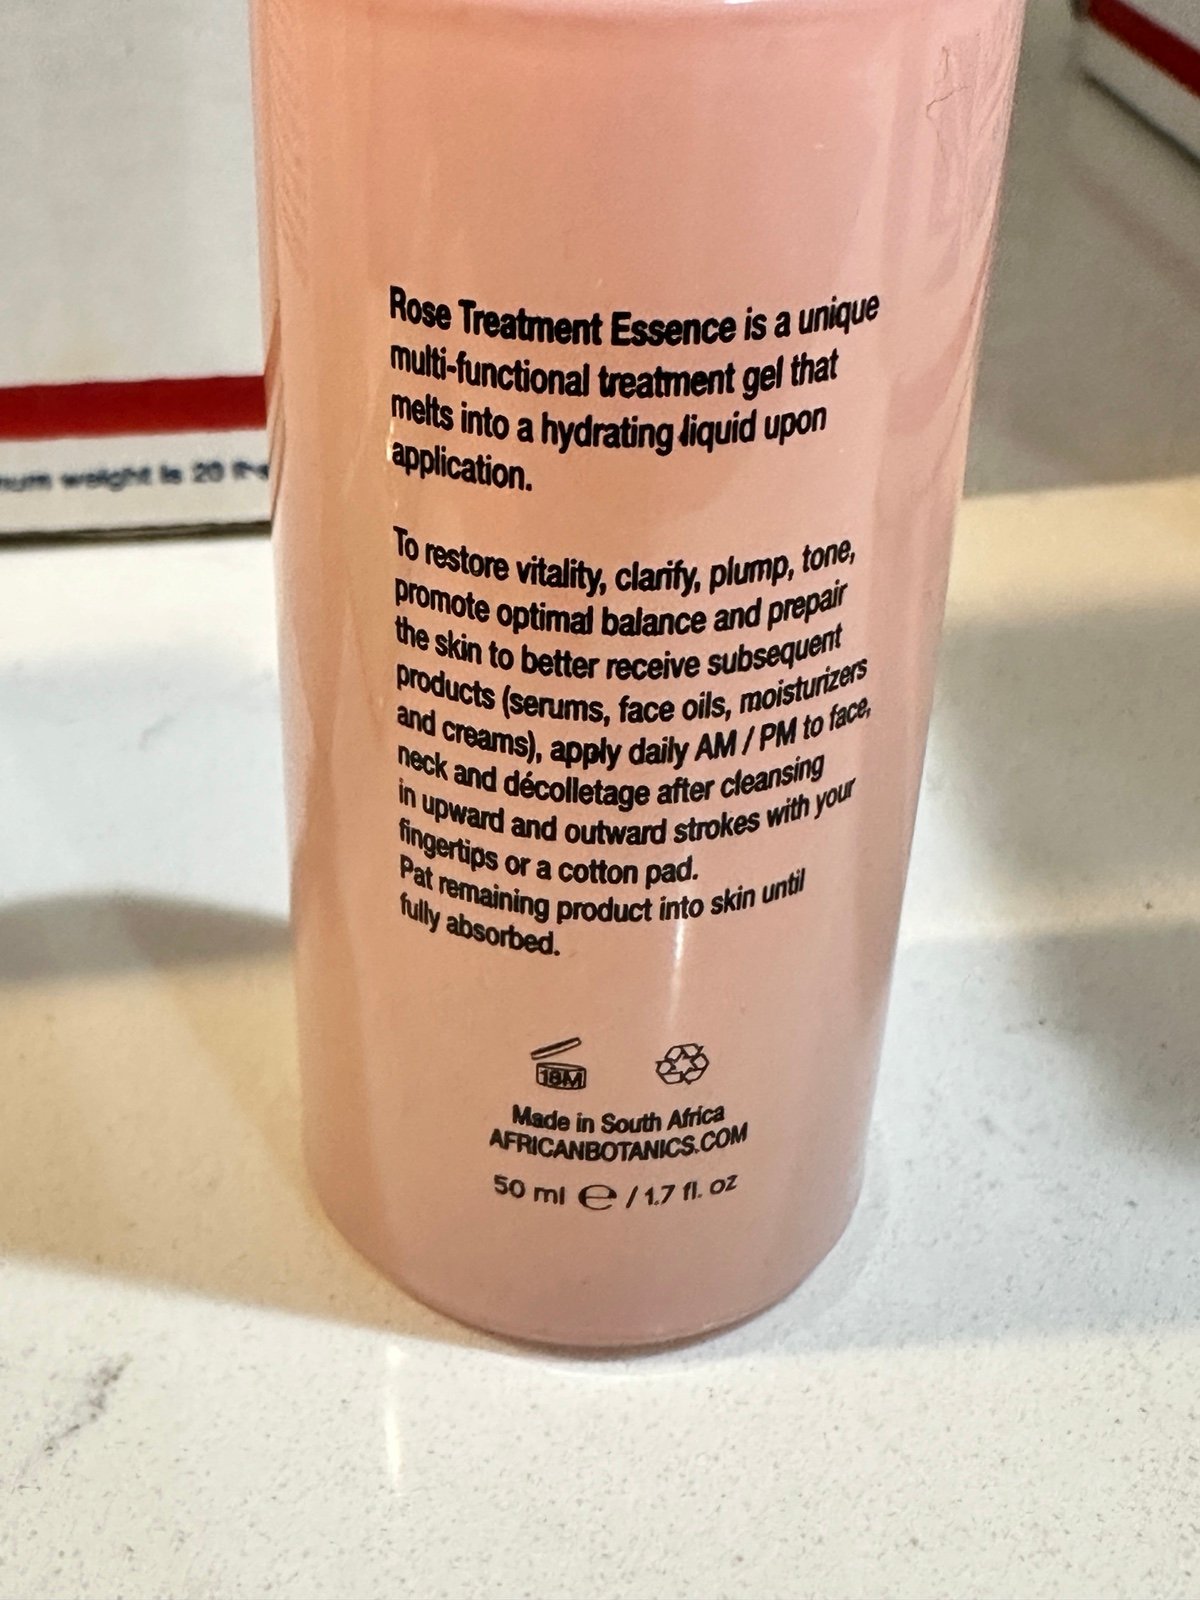 Rose Treatment Essence is a unique
multi-functional treatment gel that
melts into a hydrating liquid upon
application.
To restore vitality, clarify, plump, tone,
promote optimal balance and prepair
the skin to better receive subsequent
products (serums, face oils, moisturizers
and creams), apply daily AM / PM to face,
neck and décolletage after cleansing
in upward and outward strokes with your
fingertips or a cotton pad.
Pat remaining product into skin until
fully absorbed.
18M
Made in South Africa
AFRICANBOTANICS.COM
50 ml e / 1.7 fl. oz
weight is 20